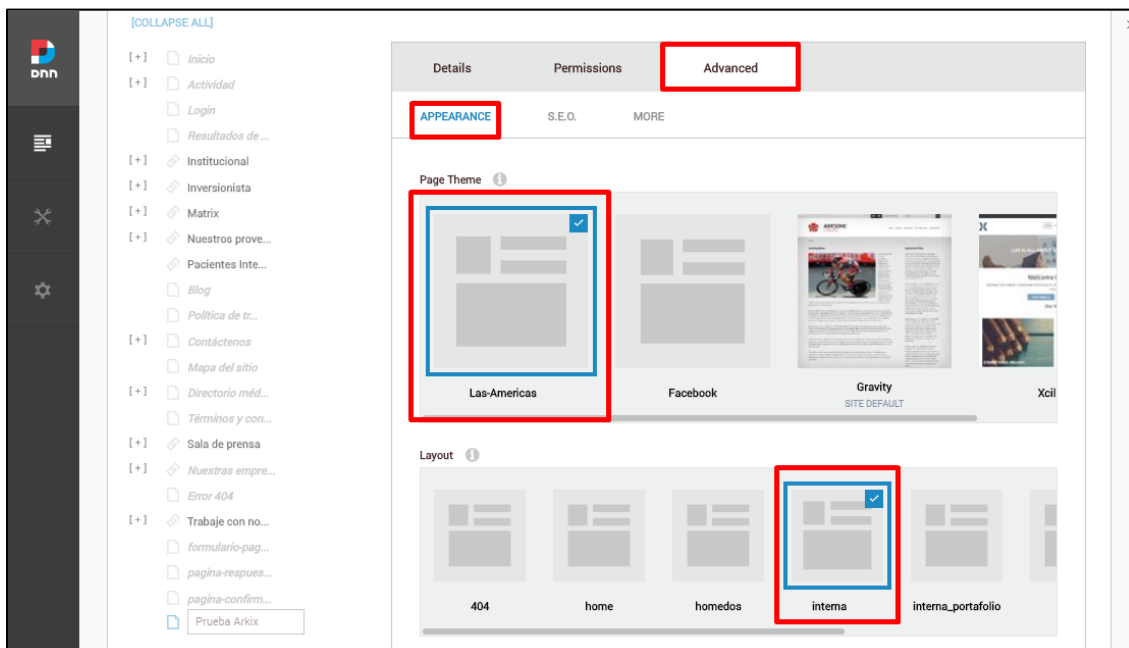 [COLLAPSE ALL]
DNN
[+] Inicio
[+] Actividad
Login
Resultados de ...
[+] Institucional
[+] Inversionista
[+] Matrix
[+] Nuestros prove...
Pacientes Inte...
Blog
Política de tr...
[+] Contáctenos
Mapa del sitio
[+] Directorio méd...
Términos y con...
[+] Sala de prensa
[+] Nuestras empre...
Error 404
[+] Trabaje con no...
formulario-pag...
pagina-respues...
pagina-confirm...
Prueba Arkix
Details Permissions Advanced
APPEARANCE S.E.O. MORE
Page Theme
AWESOME
Las-Americas
Facebook
Gravity
SITE DEFAULT
Xcil
Layout
404
home
homedos
interna
interna_portafolio